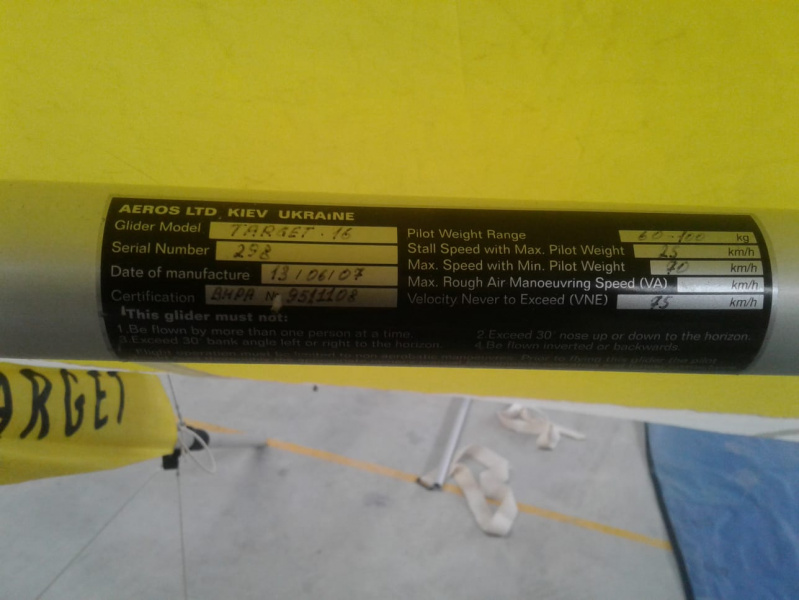 AEROS LTD, KIEV UKRAINE
Glider Model TARGET-16
Serial Number 298
Date of manufacture 13/06/07
Certification BHPA № 9511108
Pilot Weight Range 60-100 kg
Stall Speed with Max. Pilot Weight 25 km/h
Max. Speed with Min. Pilot Weight 70 km/h
Max. Rough Air Manoeuvring Speed (VA) km/h
Velocity Never to Exceed (VNE) 75 km/h
This glider must not:
1.Be flown by more than one person at a time.
2.Exceed 30° nose up or down to the horizon.
3.Exceed 30° bank angle left or right to the horizon.
4.Be flown inverted or backwards.
ARGET